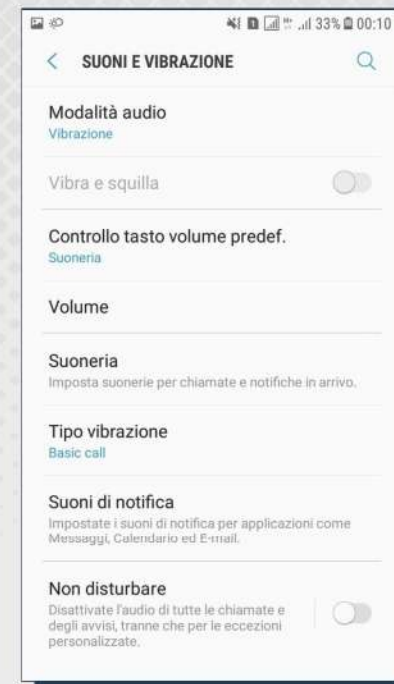 33% 00:10
SUONI E VIBRAZIONE
Modalità audio
Vibrazione
Vibra e squilla
Controllo tasto volume predef.
Suoneria
Volume
Suoneria
Imposta suonerie per chiamate e notifiche in arrivo.
Tipo vibrazione
Basic call
Suoni di notifica
Impostate i suoni di notifica per applicazioni come
Messaggi, Calendario ed E-mail.
Non disturbare
Disattivate l'audio di tutte le chiamate e
degli avvisi, tranne che per le eccezioni
personalizzate.